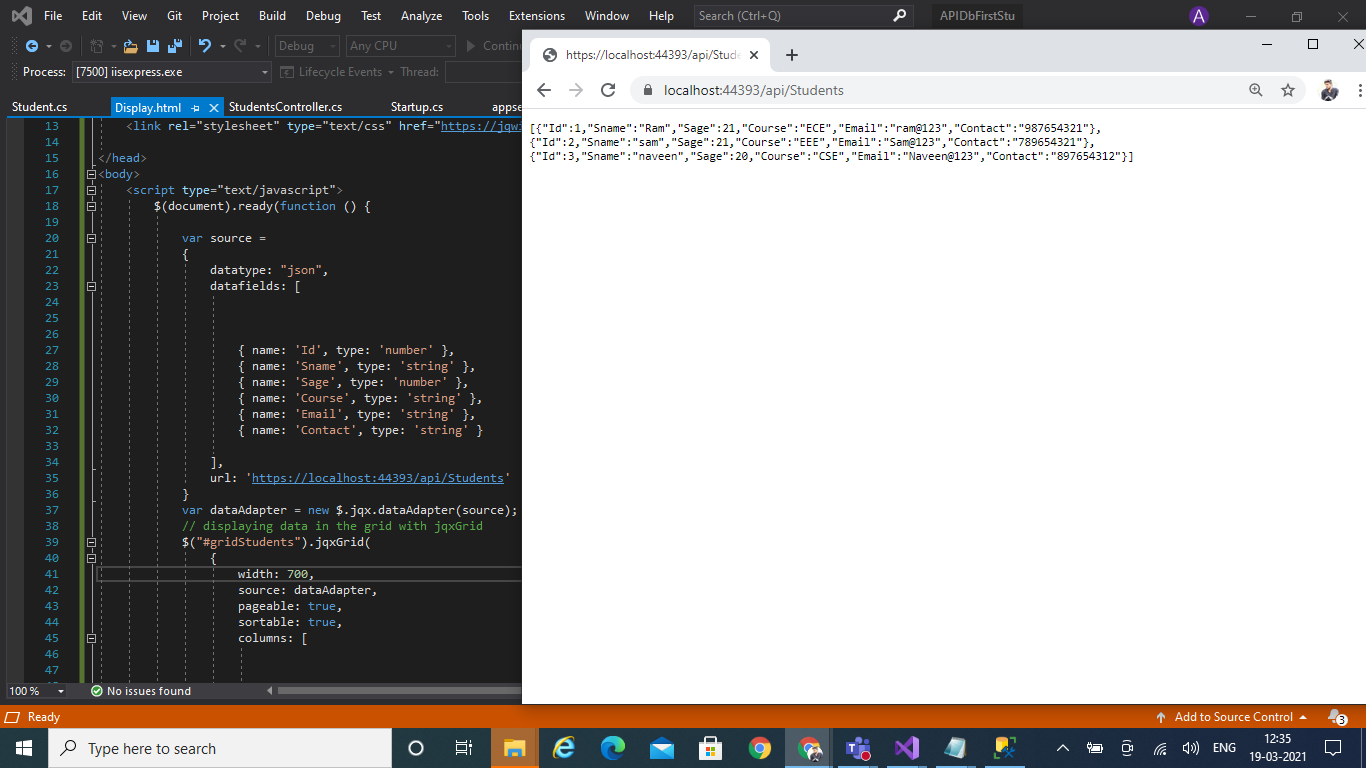 File Edit View Git Project Build Debug Test Analyze Tools Extensions Window Help Search (Ctrl+Q) APIDbFirstStu A
Debug Any CPU Contin
Process: [7500] iisexpress.exe Lifecycle Events Thread:
Student.cs Display.html StudentsController.cs Startup.cs appse
13 <link rel="stylesheet" type="text/css" href="https://jqwi
14
15 </head>
16 <body>
17 <script type="text/javascript">
18 $(document).ready(function () {
19
20 var source =
21 {
22 datatype: "json",
23 datafields: [
24
25
26
27 { name: 'Id', type: 'number' },
28 { name: 'Sname', type: 'string' },
29 { name: 'Sage', type: 'number' },
30 { name: 'Course', type: 'string' },
31 { name: 'Email', type: 'string' },
32 { name: 'Contact', type: 'string' }
33
34 ],
35 url: 'https://localhost:44393/api/Students'
36 }
37 var dataAdapter = new $.jqx.dataAdapter(source);
38 // displaying data in the grid with jqxGrid
39 $("#gridStudents").jqxGrid(
40 {
41 width: 700,
42 source: dataAdapter,
43 pageable: true,
44 sortable: true,
45 columns: [
46
47
100 % No issues found
Ready
https://localhost:44393/api/Stude
localhost:44393/api/Students
[{"Id":1,"Sname":"Ram","Sage":21,"Course":"ECE","Email":"ram@123","Contact":"987654321"},
{"Id":2,"Sname":"sam","Sage":21,"Course":"EEE","Email":"Sam@123","Contact":"789654321"},
{"Id":3,"Sname":"naveen","Sage":20,"Course":"CSE","Email":"Naveen@123","Contact":"897654312"}]
Add to Source Control 3
Type here to search
ENG 12:35
19-03-2021